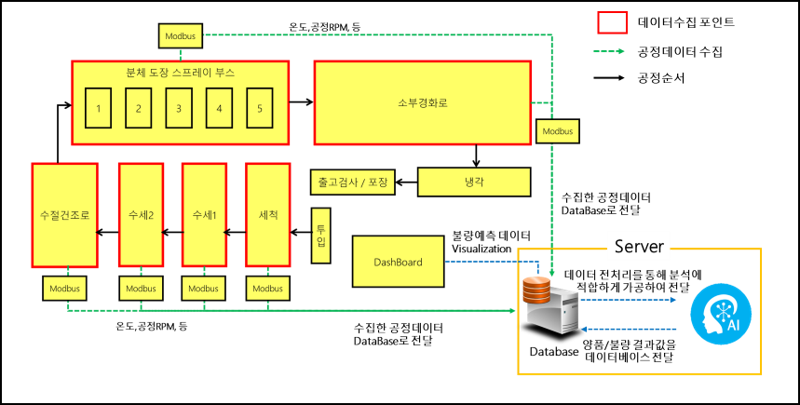 Modbus
온도,공정RPM, 등
데이터수집 포인트
공정데이터 수집
공정순서
분체 도장 스프레이 부스
1
2
3
4
5
소부경화로
Modbus
출고검사 / 포장
냉각
수절건조로
수세2
수세1
세척
투입
수집한 공정데이터
DataBase로 전달
불량예측 데이터
Visualization
DashBoard
Server
데이터 전처리를 통해 분석에
적합하게 가공하여 전달
AI
Database
양품/불량 결과값을
데이터베이스 전달
Modbus
Modbus
Modbus
Modbus
온도,공정RPM, 등
수집한 공정데이터
DataBase로 전달